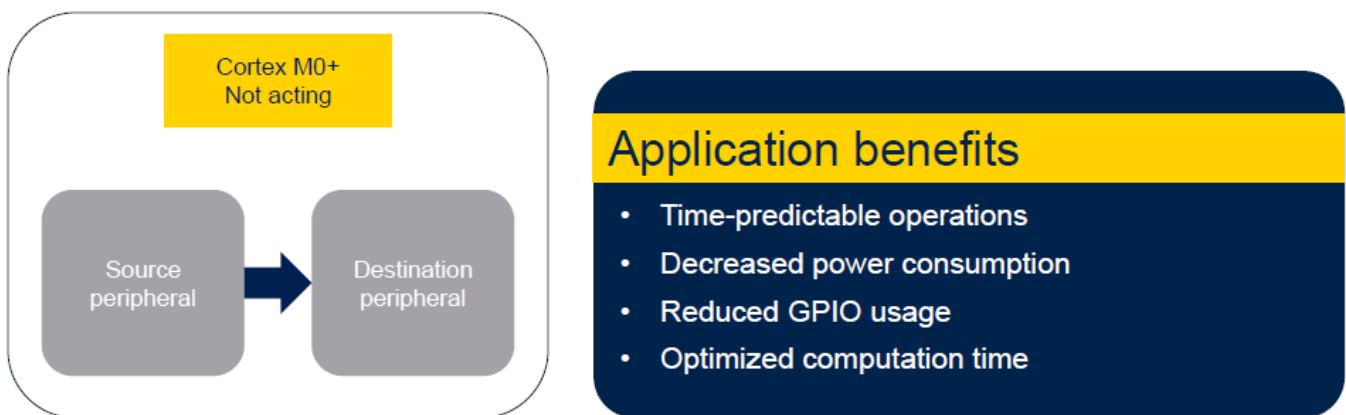 Cortex M0+
Not acting
Source
peripheral
Destination
peripheral
Application benefits
• Time-predictable operations
• Decreased power consumption
• Reduced GPIO usage
• Optimized computation time